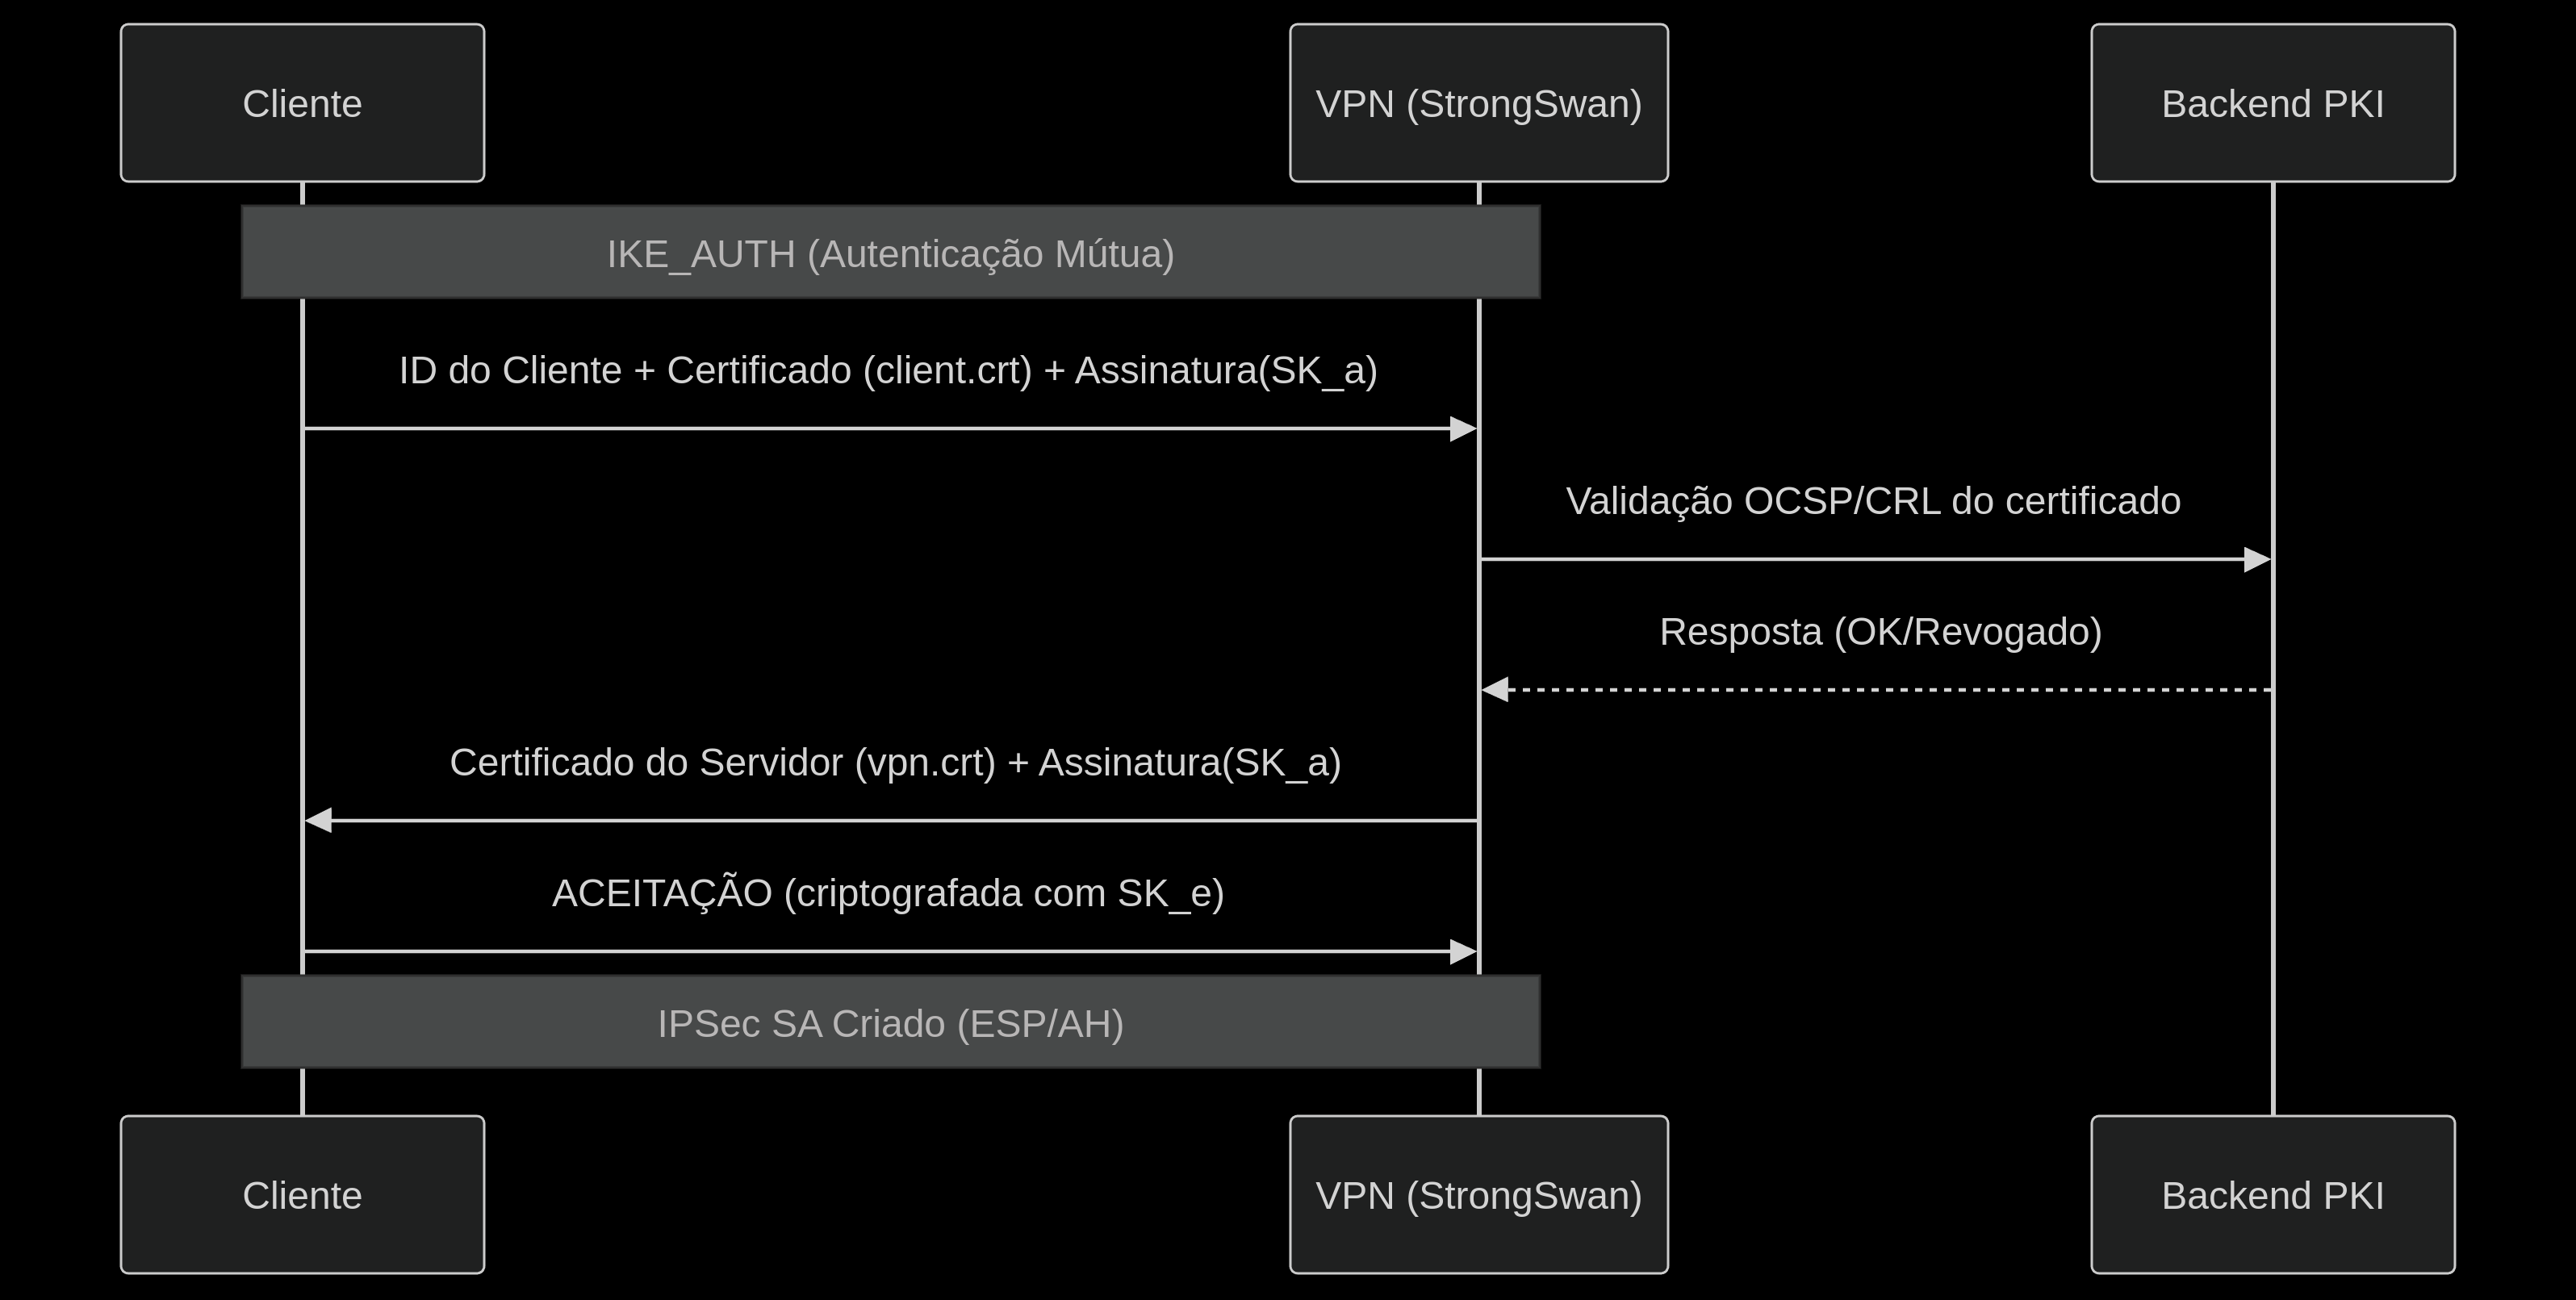 Cliente
VPN (StrongSwan)
Backend PKI
IKE_AUTH (Autenticação Mútua)
ID do Cliente + Certificado (client.crt) + Assinatura(SK_a)
Validação OCSP/CRL do certificado
Resposta (OK/Revogado)
Certificado do Servidor (vpn.crt) + Assinatura(SK_a)
ACEITAÇÃO (criptografada com SK_e)
IPSec SA Criado (ESP/AH)
Cliente
VPN (StrongSwan)
Backend PKI